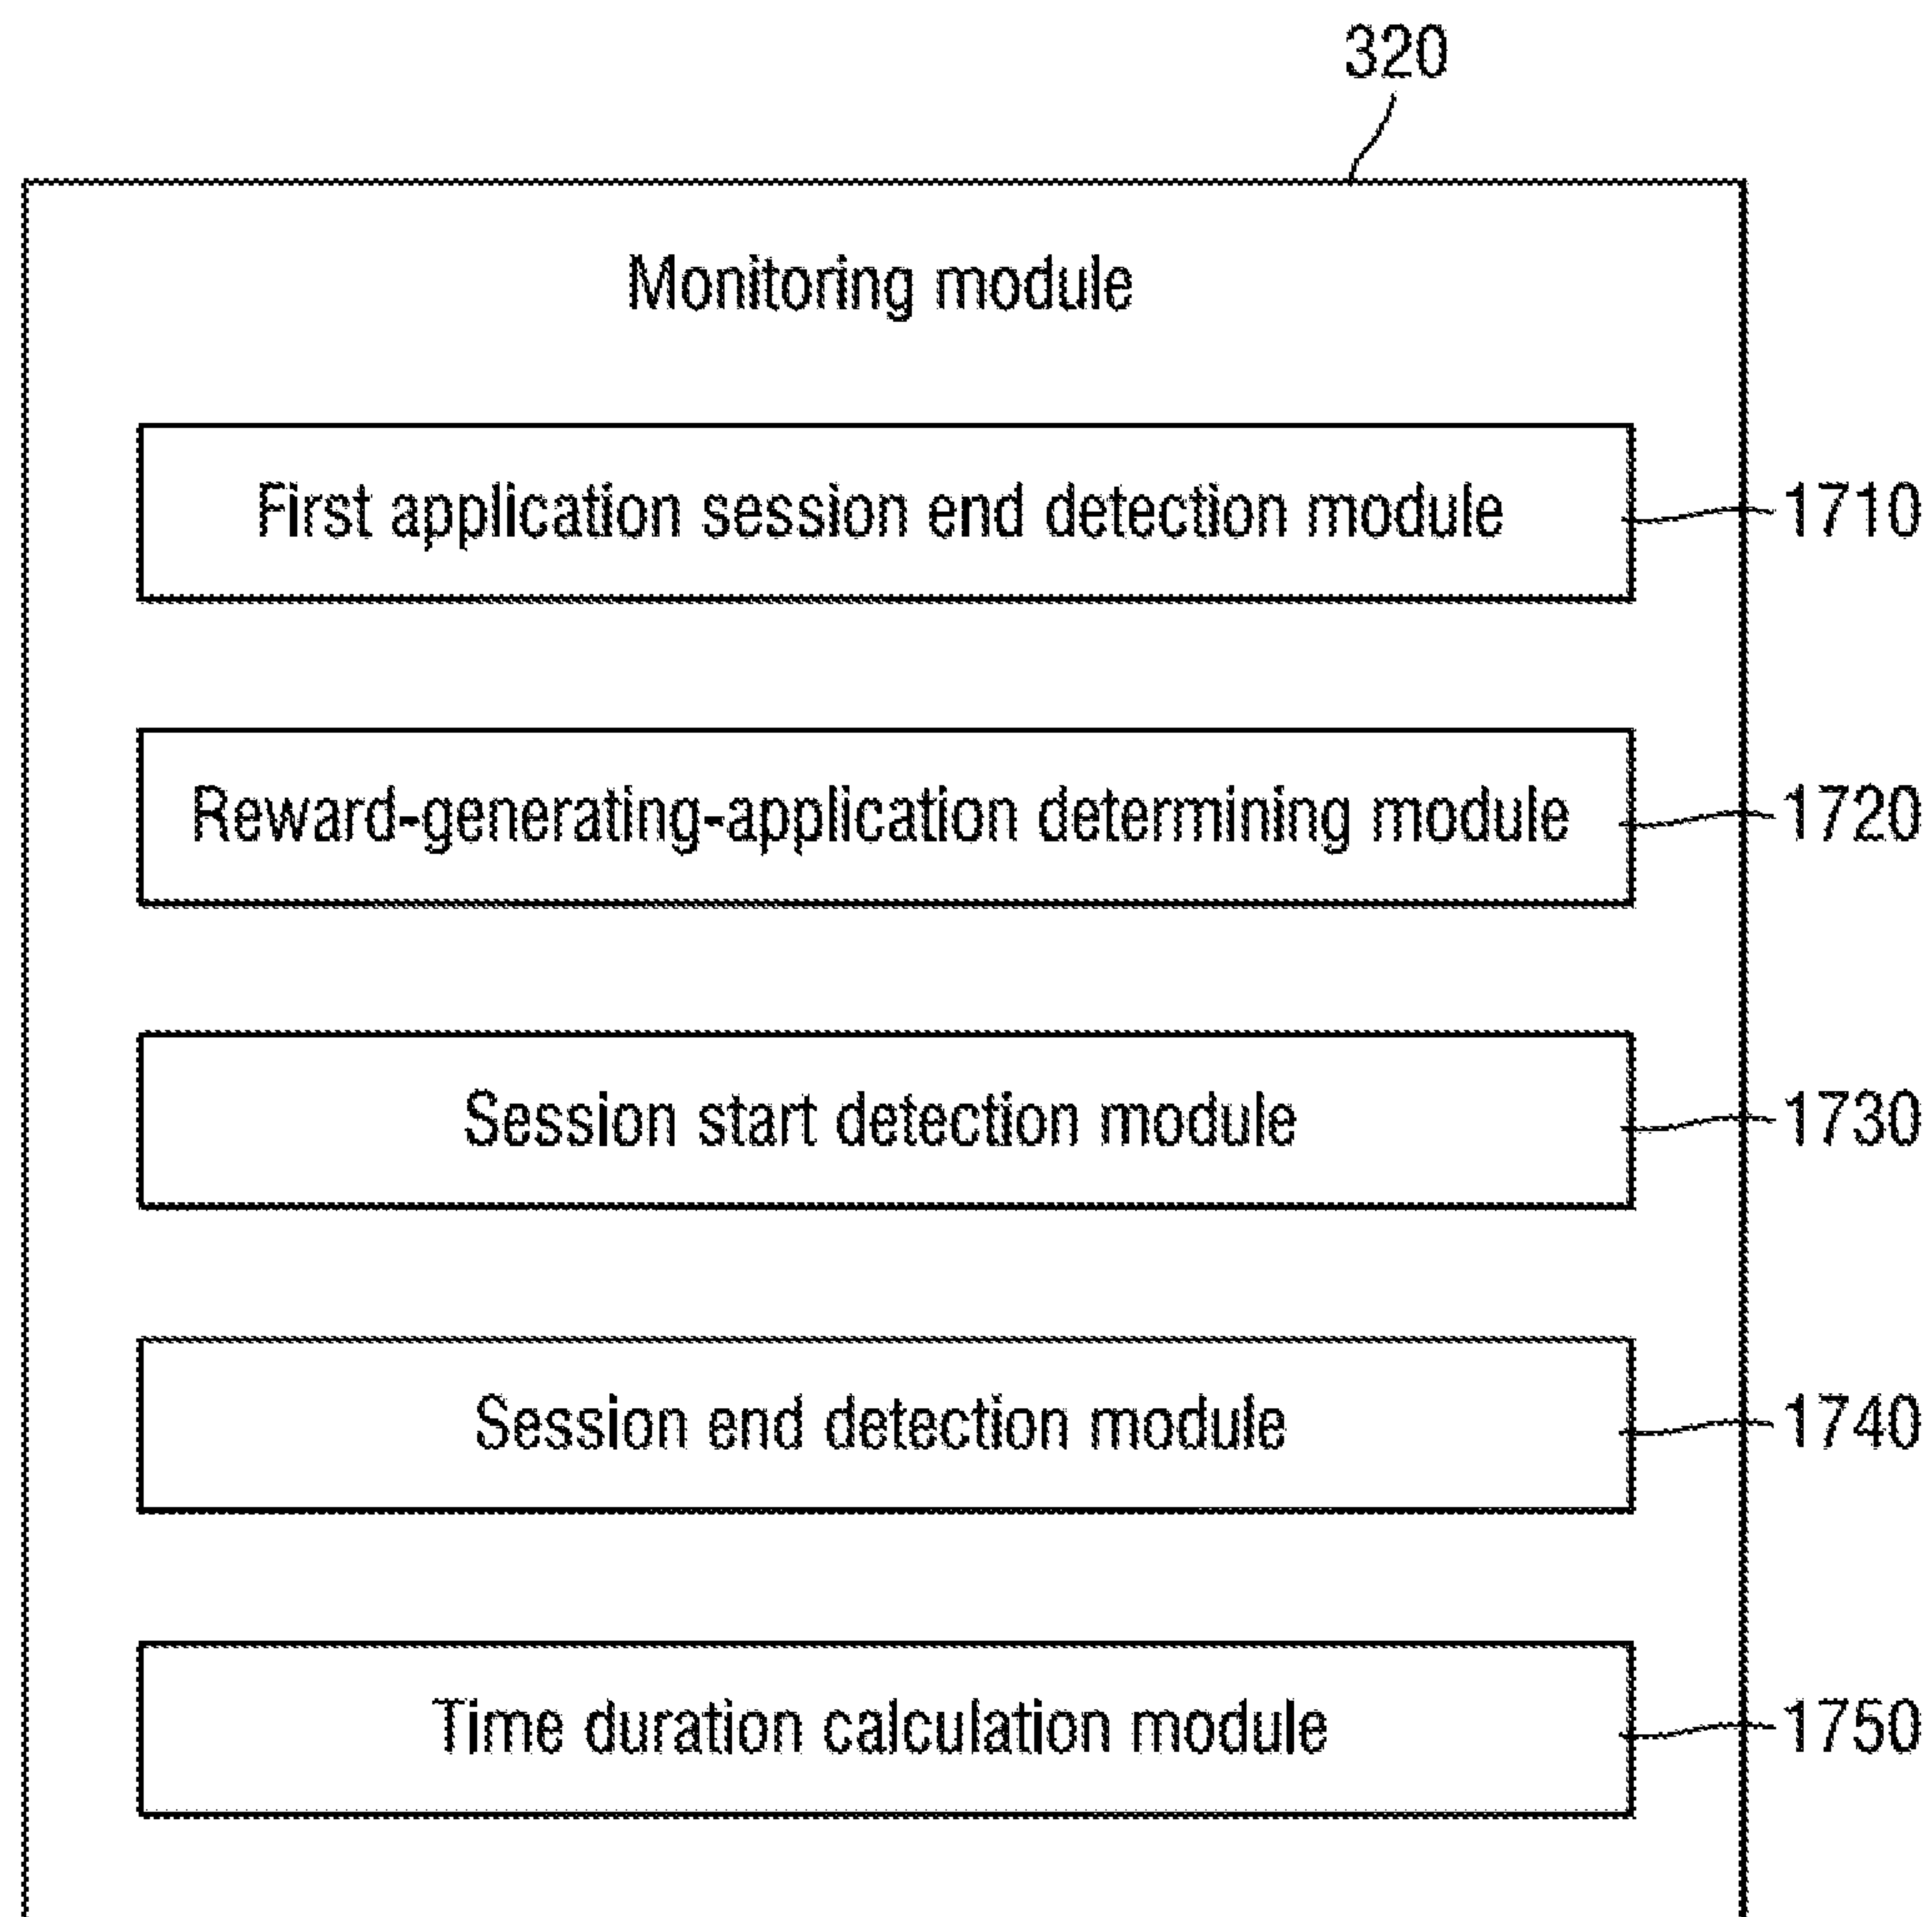 320
Monitoring module
First application session end detection module 1710
Reward-generating-application determining module 1720
Session start detection module 1730
Session end detection module 1740
Time duration calculation module 1750